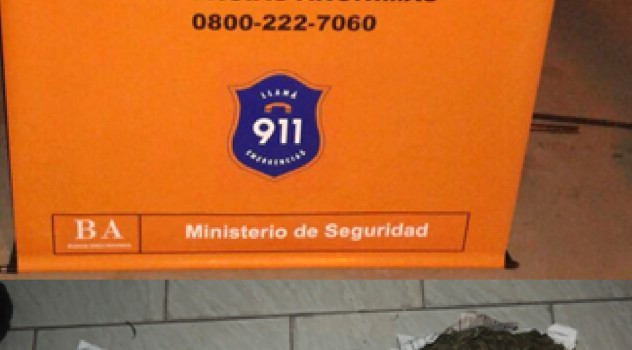 0800-222-7060
LLAMÁ
911
EMERGENCIAS
BA
Ministerio de Seguridad